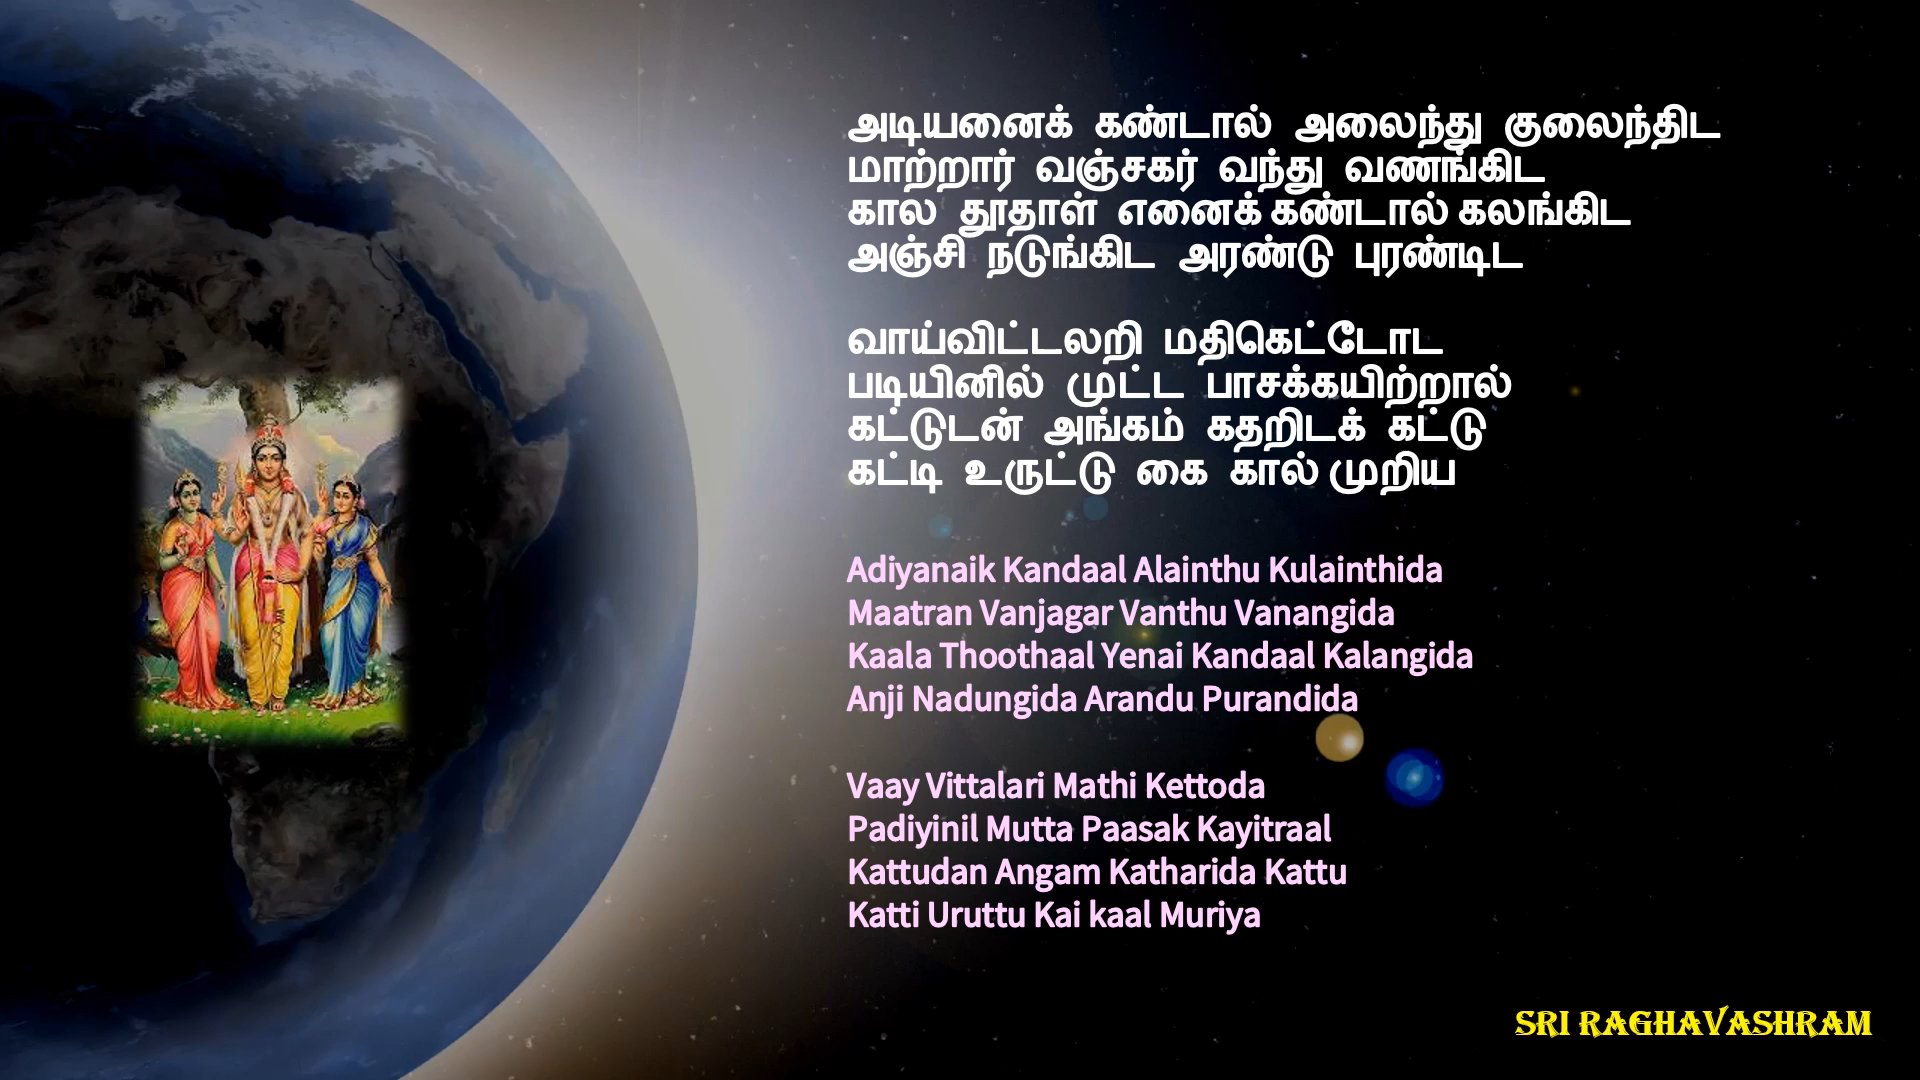 அடியனைக் கண்டால் அலைந்து குலைந்திட
மாற்றார் வஞ்சகர் வந்து வணங்கிட
கால தூதாள் எனைக் கண்டால் கலங்கிட
அஞ்சி நடுங்கிட அரண்டு புரண்டிட
வாய்விட்டலறி மதிகெட்டோட
படியினில் முட்ட பாசக்கயிற்றால்
கட்டுடன் அங்கம் கதறிடக் கட்டு
கட்டி உருட்டு கை கால் முறிய
Adiyanaik Kandaal Alainthu Kulainthida
Maatran Vanjagar Vanthu Vanangida
Kaala Thoothaal Yenai Kandaal Kalangida
Anji Nadungida Arandu Purandida
Vaay Vittalari Mathi Kettoda
Padiyinil Mutta Paasak Kayitraal
Kattudan Angam Katharida Kattu
Katti Uruttu Kai kaal Muriya
SRI RAGHAVASHRAM